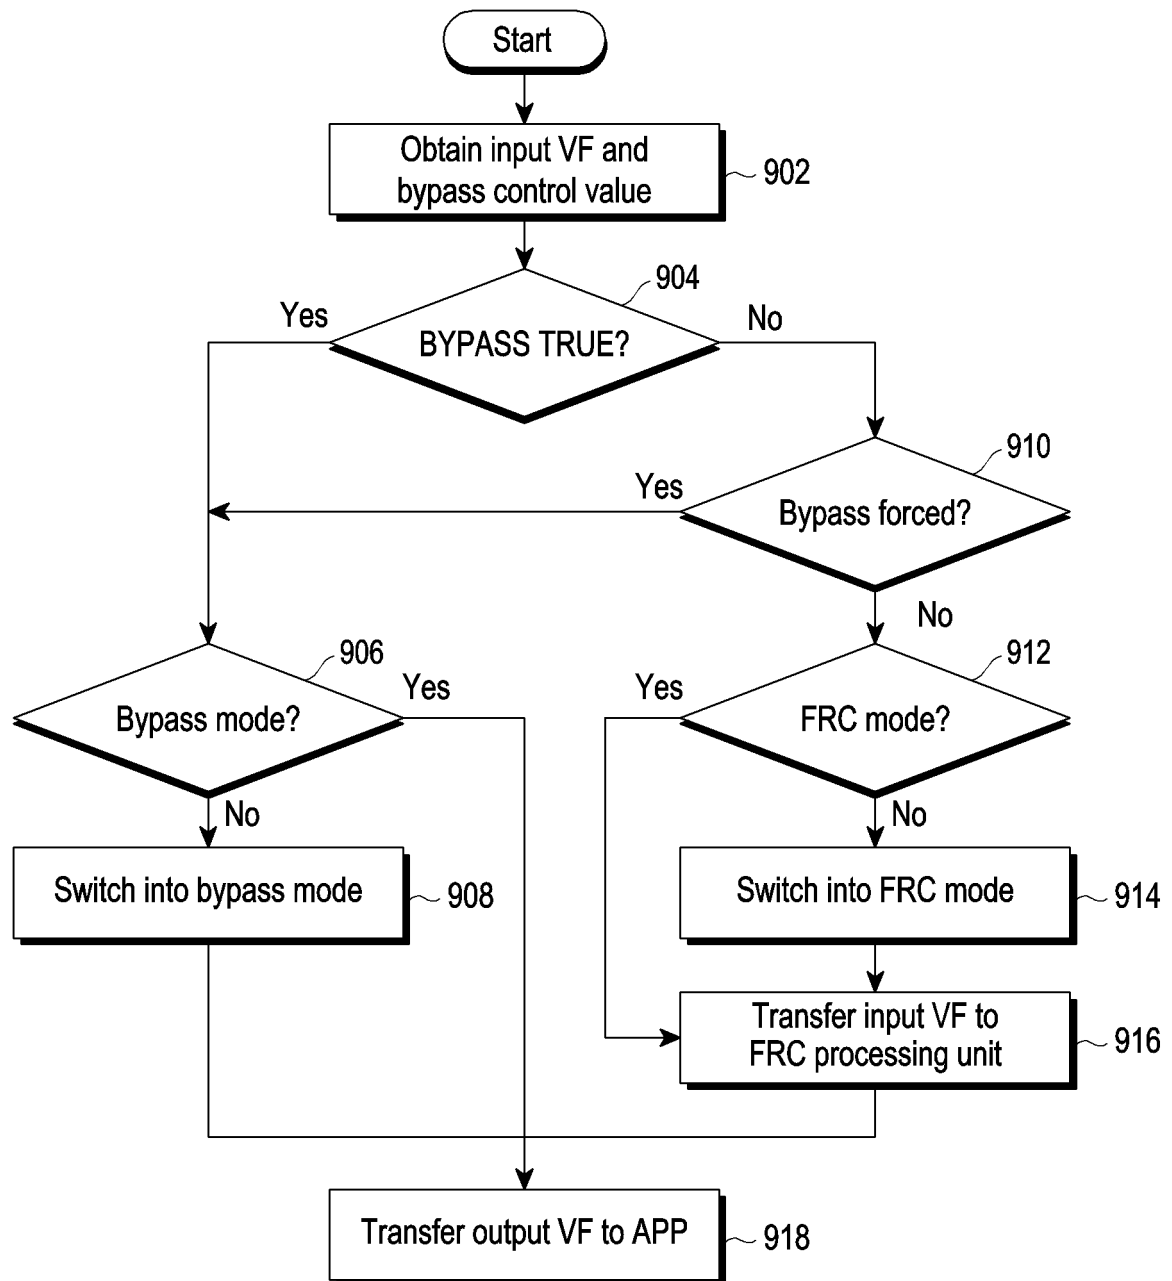 Start
Obtain input VF and
bypass control value
902
904
Yes
BYPASS TRUE?
No
910
Yes
Bypass forced?
No
906
Yes
Bypass mode?
No
912
Yes
FRC mode?
No
Switch into bypass mode
908
Switch into FRC mode
914
Transfer input VF to
FRC processing unit
916
Transfer output VF to APP
918